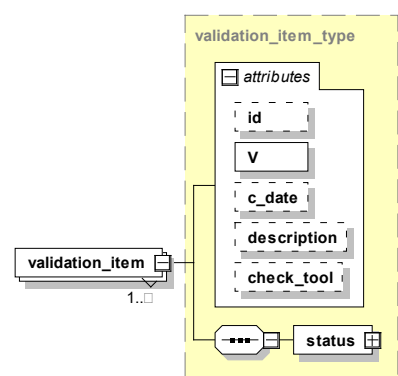 validation_item_type
attributes
id
V
c_date
description
check_tool
validation_item
1..□
status